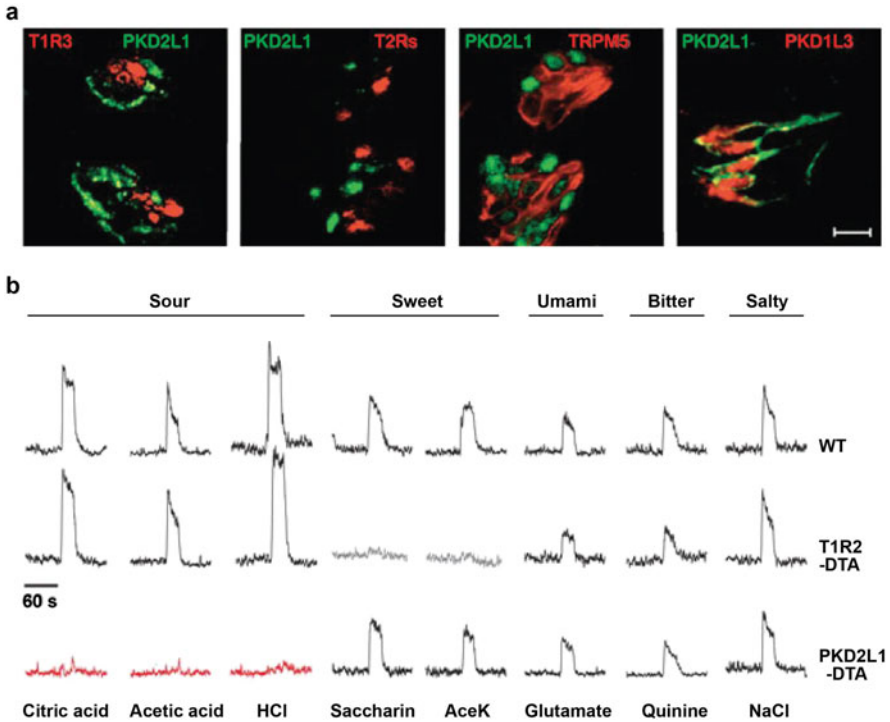 a
T1R3 PKD2L1
PKD2L1 T2Rs
PKD2L1 TRPM5
PKD2L1 PKD1L3
b
Sour Sweet Umami Bitter Salty
WT
T1R2
-DTA
60 s
PKD2L1
-DTA
Citric acid Acetic acid HCl Saccharin AceK Glutamate Quinine NaCl